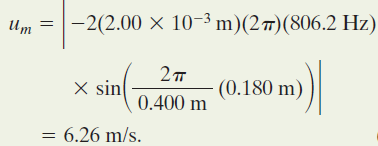 u_m = |−2(2.00 × 10⁻³ m)(2π)(806.2 Hz)
× sin(2π/0.400 m (0.180 m))|
= 6.26 m/s.